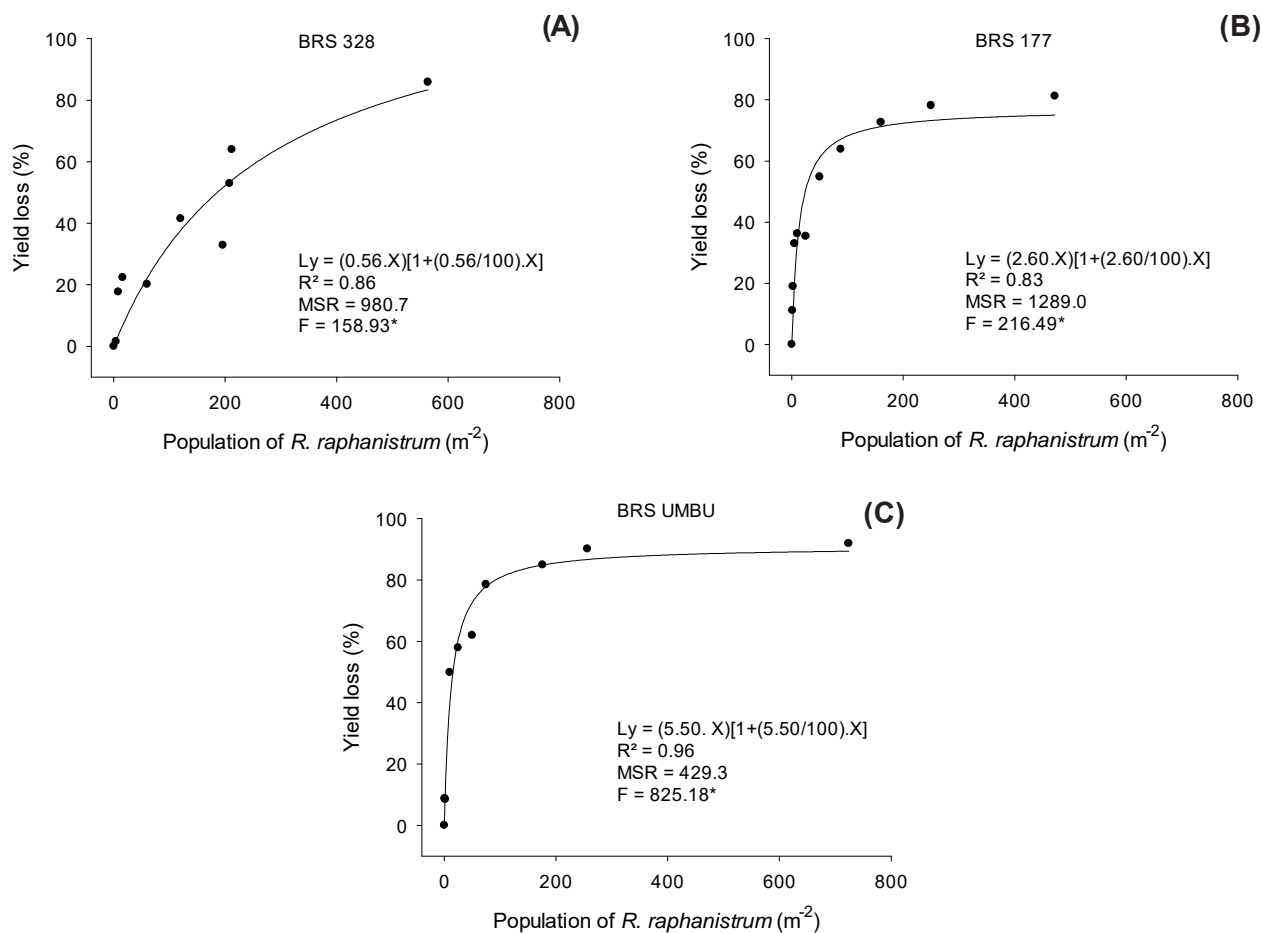 (A)
BRS 328
100
80
60
40
20
0
Yield loss (%)
Ly = (0.56.X)[1+(0.56/100).X]
R² = 0.86
MSR = 980.7
F = 158.93*
0 200 400 600 800
Population of R. raphanistrum (m-2)
(B)
BRS 177
100
80
60
40
20
0
Yield loss (%)
Ly = (2.60.X)[1+(2.60/100).X]
R² = 0.83
MSR = 1289.0
F = 216.49*
0 200 400 600 800
Population of R. raphanistrum (m-2)
(C)
BRS UMBU
100
80
60
40
20
0
Yield loss (%)
Ly = (5.50. X)[1+(5.50/100).X]
R² = 0.96
MSR = 429.3
F = 825.18*
0 200 400 600 800
Population of R. raphanistrum (m-2)